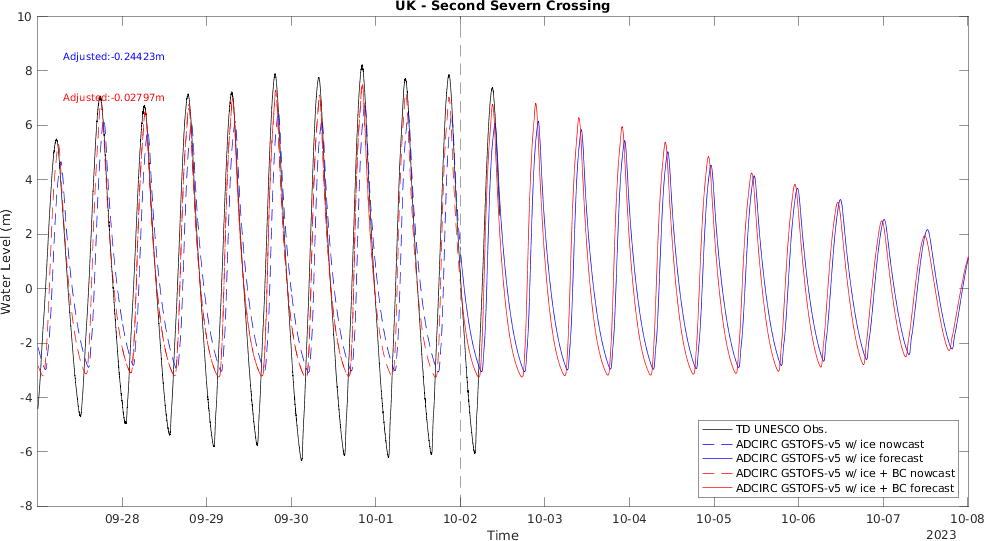 UK - Second Severn Crossing
10
8
6
4
2
0
-2
-4
-6
-8
Water Level (m)
Adjusted:-0.24423m
Adjusted:-0.02797m
TD UNESCO Obs.
ADCIRC GSTOFS-v5 w/ ice nowcast
ADCIRC GSTOFS-v5 w/ ice forecast
ADCIRC GSTOFS-v5 w/ ice + BC nowcast
ADCIRC GSTOFS-v5 w/ ice + BC forecast
09-28 09-29 09-30 10-01 10-02 10-03 10-04 10-05 10-06 10-07 10-08
Time
2023